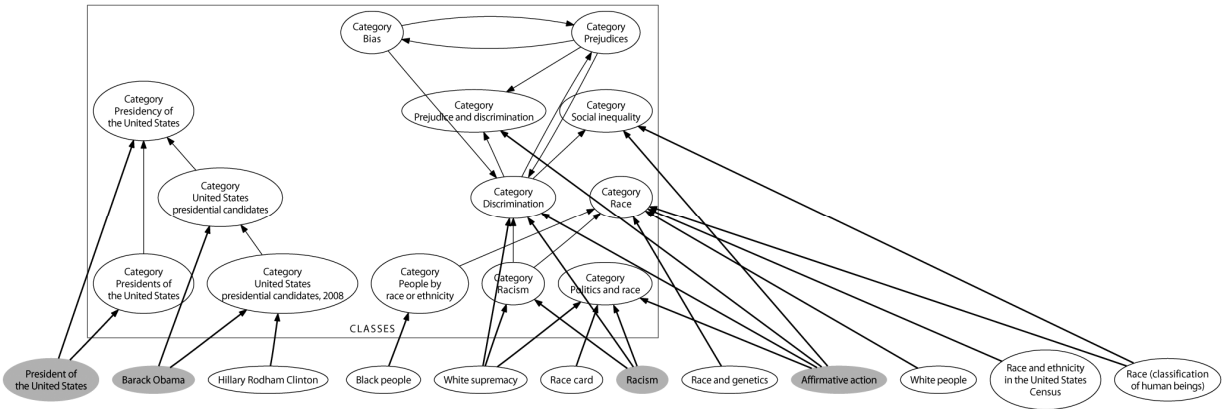 Category
Bias
Category
Prejudices
Category
Presidency of
the United States
Category
Prejudice and discrimination
Category
Social inequality
Category
United States
presidential candidates
Category
Discrimination
Category
Race
Category
Presidents of
the United States
Category
United States
presidential candidates, 2008
Category
People by
race or ethnicity
Category
Racism
Category
Politics and race
CLASSES
President of
the United States
Barack Obama
Hillary Rodham Clinton
Black people
White supremacy
Race card
Racism
Race and genetics
Affirmative action
White people
Race and ethnicity
in the United States
Census
Race (classification
of human beings)